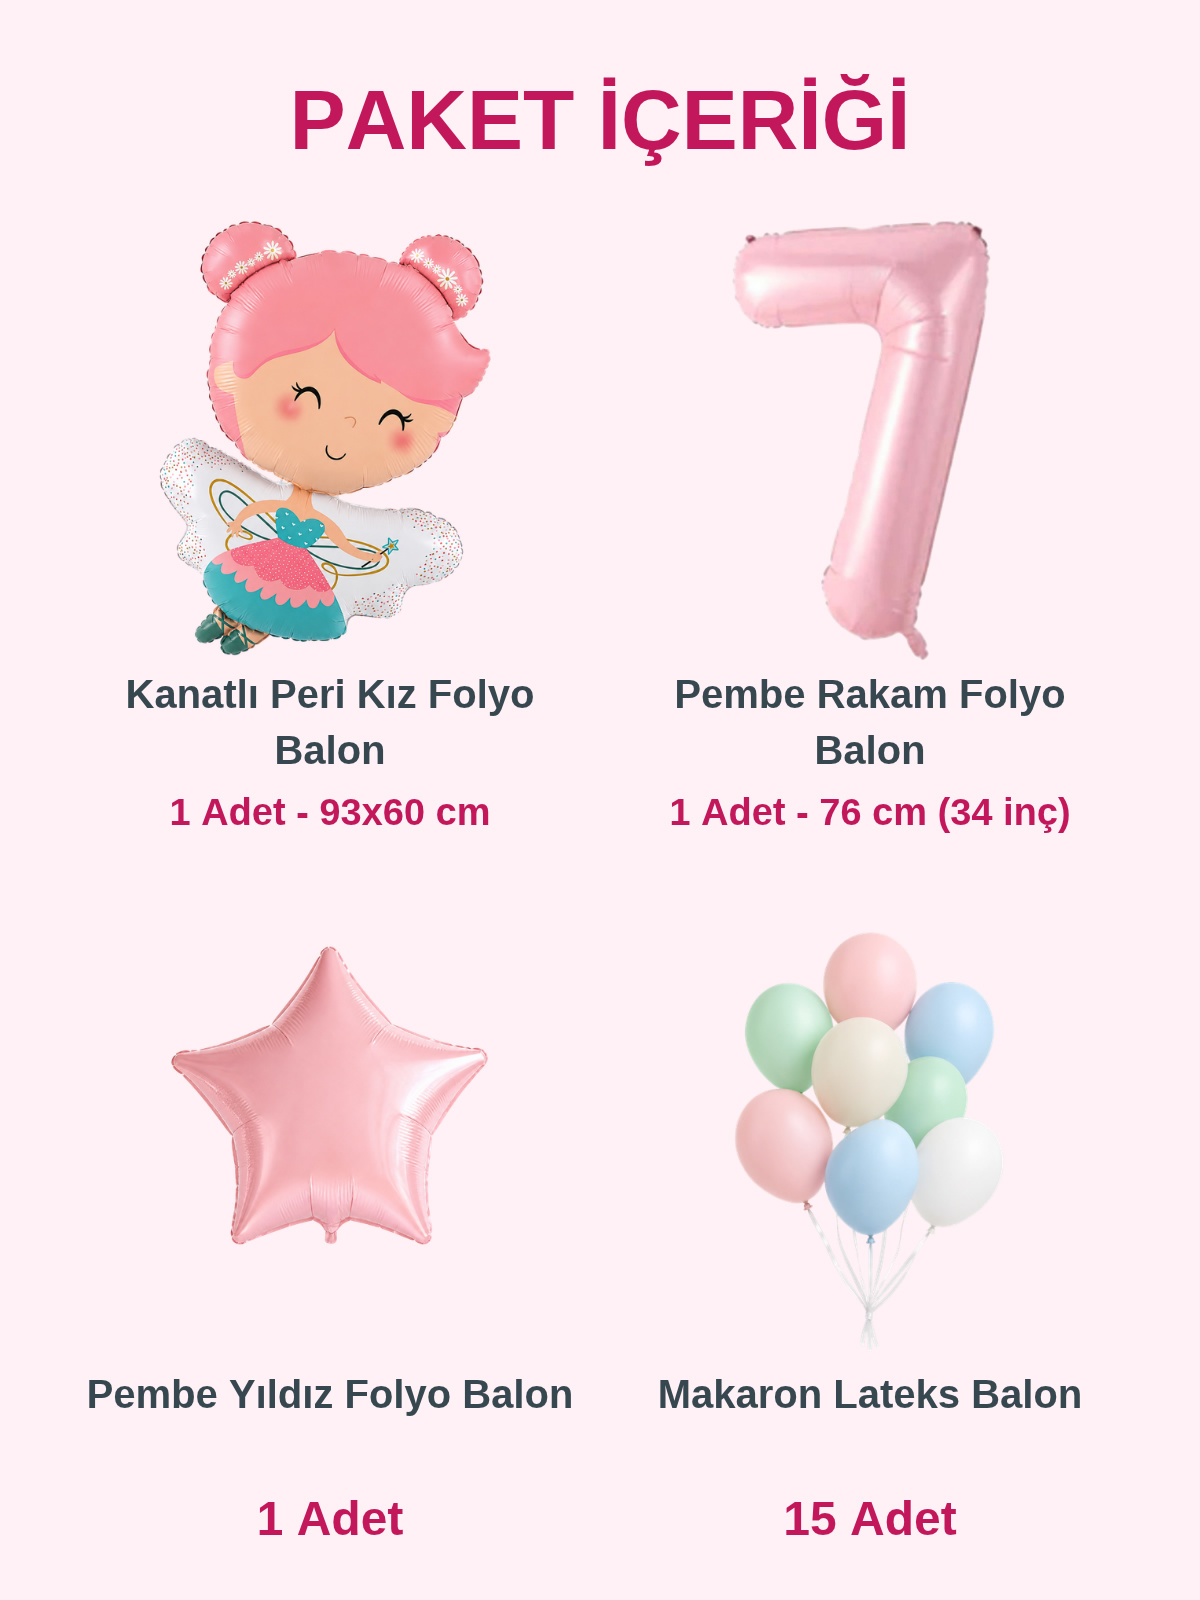 PAKET İÇERİĞİ
Kanatlı Peri Kız Folyo
Balon
1 Adet - 93x60 cm
Pembe Rakam Folyo
Balon
1 Adet - 76 cm (34 inç)
Pembe Yıldız Folyo Balon
1 Adet
Makaron Lateks Balon
15 Adet